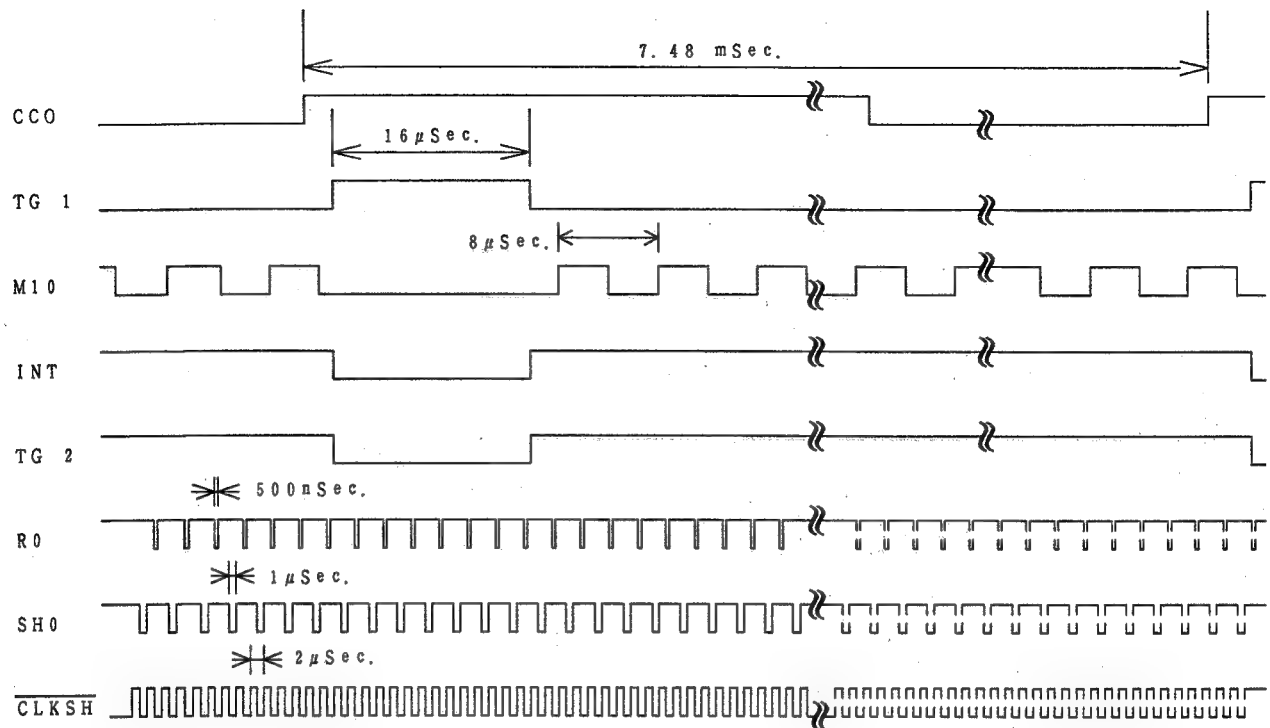 7.48 mSec.
CCO
16μSec.
TG 1
8μSec.
M10
INT
TG 2
500nSec.
R0
1μSec.
SH0
2μSec.
CLKSH